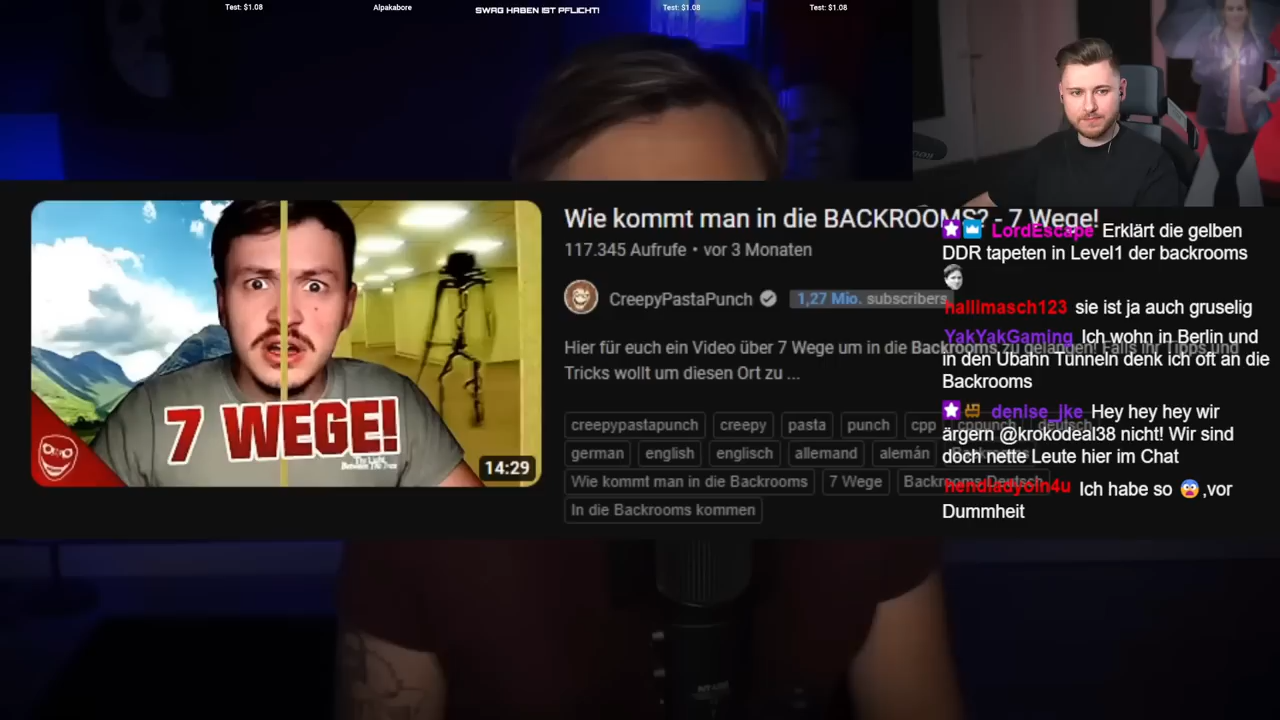 Test: $1.08
Alpakabore
SWAG HABEN IST PFLICHT!
Test: $1.08
Test: $1.08
7 WEGE!
14:29
Wie kommt man in die BACKROOMS? - 7 Wege!
117.345 Aufrufe • vor 3 Monaten
CreepyPastaPunch
1,27 Mio. subscribers
Hier für euch ein Video über 7 Wege um in die Backrooms zu gelangen! Falls ihr Tipps und
Tricks wollt um diesen Ort zu ...
creepypastapunch
creepy
pasta
punch
cpp
german
english
englisch
allemand
alemán
Wie kommt man in die Backrooms
7 Wege
Backrooms Deutsch
In die Backrooms kommen
LordEscape Erklärt die gelben
DDR tapeten in Level1 der backrooms
hallimasch123 sie ist ja auch gruselig
YakYakGaming Ich wohn in Berlin und
in den Ubahn Tunneln denk ich oft an die
Backrooms
denise_jke Hey hey hey wir
ärgern @krokodeal38 nicht! Wir sind
doch nette Leute hier im Chat
Ich habe so 😨,vor
Dummheit